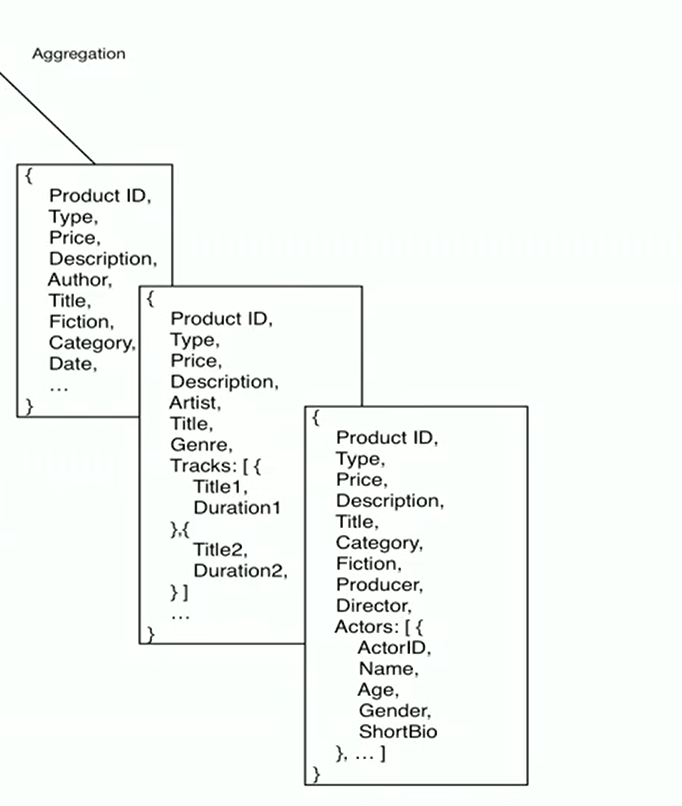 Aggregation
{
Product ID,
Type,
Price,
Description,
Author,
Title,
Fiction,
Category,
Date,
...
}
{
Product ID,
Type,
Price,
Description,
Artist,
Title,
Genre,
Tracks: [ {
Title1,
Duration1
},{
Title2,
Duration2,
} ]
...
}
{
Product ID,
Type,
Price,
Description,
Title,
Category,
Fiction,
Producer,
Director,
Actors: [ {
ActorID,
Name,
Age,
Gender,
ShortBio
}, ... ]
}